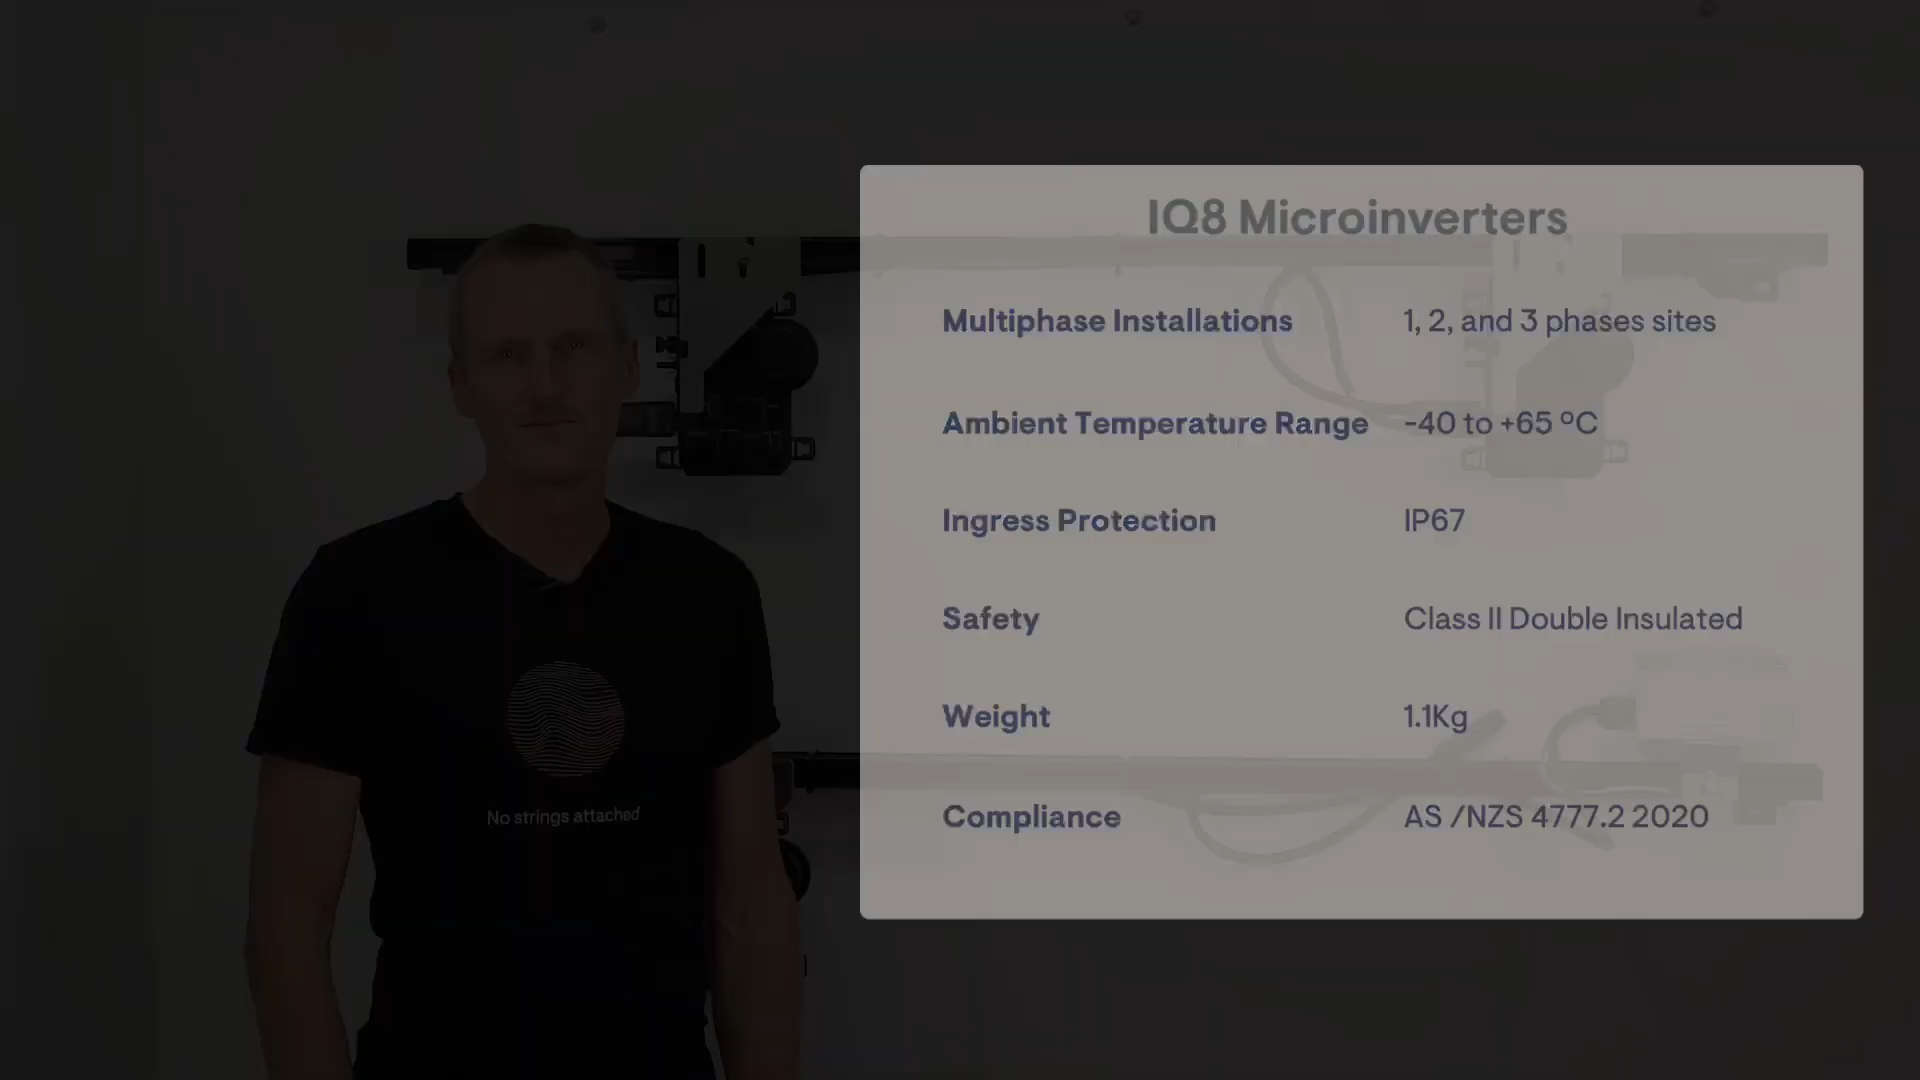 IQ8 Microinverters
Multiphase Installations 1, 2, and 3 phases sites
Ambient Temperature Range -40 to +65 ºC
Ingress Protection IP67
Safety Class II Double Insulated
Weight 1.1Kg
Compliance AS /NZS 4777.2 2020
No strings attached